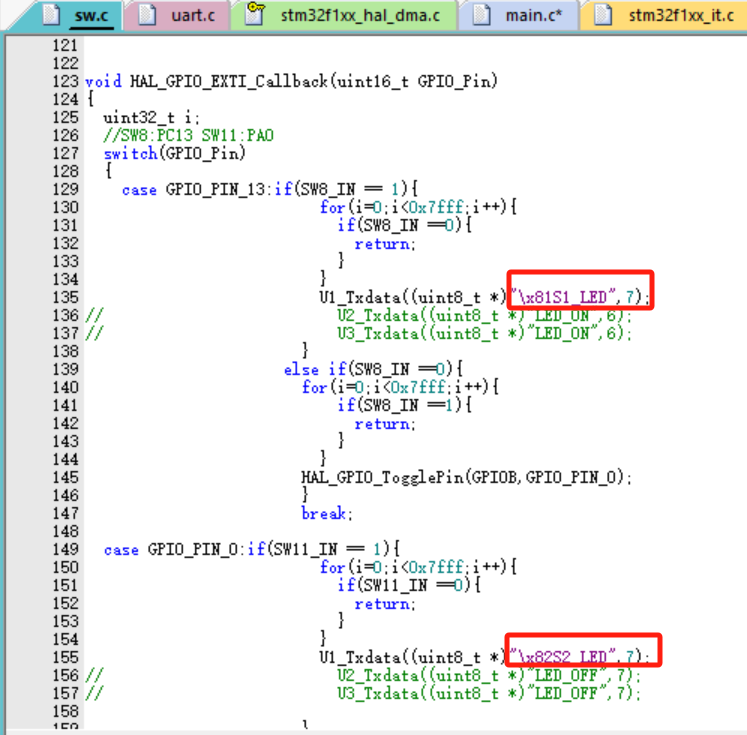 sw.c uart.c stm32f1xx_hal_dma.c main.c* stm32f1xx_it.c
121
122
123 void HAL_GPIO_EXTI_Callback(uint16_t GPIO_Pin)
124 {
125 uint32_t i;
126 //SW8:PC13 SW11:PA0
127 switch(GPIO_Pin)
128 {
129 case GPIO_PIN_13:if(SW8_IN == 1){
130 for(i=0;i<0x7fff;i++){
131 if(SW8_IN ==0){
132 return;
133 }
134 }
135 U1_Txdata((uint8_t *)"\x81S1_LED",7);
136 // U2_Txdata((uint8_t *)"LED_ON",6);
137 // U3_Txdata((uint8_t *)"LED_ON",6);
138 }
139 else if(SW8_IN ==0){
140 for(i=0;i<0x7fff;i++){
141 if(SW8_IN ==1){
142 return;
143 }
144 }
145 HAL_GPIO_TogglePin(GPIOB,GPIO_PIN_0);
146 }
147 break;
148
149 case GPIO_PIN_0:if(SW11_IN == 1){
150 for(i=0;i<0x7fff;i++){
151 if(SW11_IN ==0){
152 return;
153 }
154 }
155 U1_Txdata((uint8_t *)"\x82S2_LED",7);
156 // U2_Txdata((uint8_t *)"LED_OFF",7);
157 // U3_Txdata((uint8_t *)"LED_OFF",7);
158
159 }